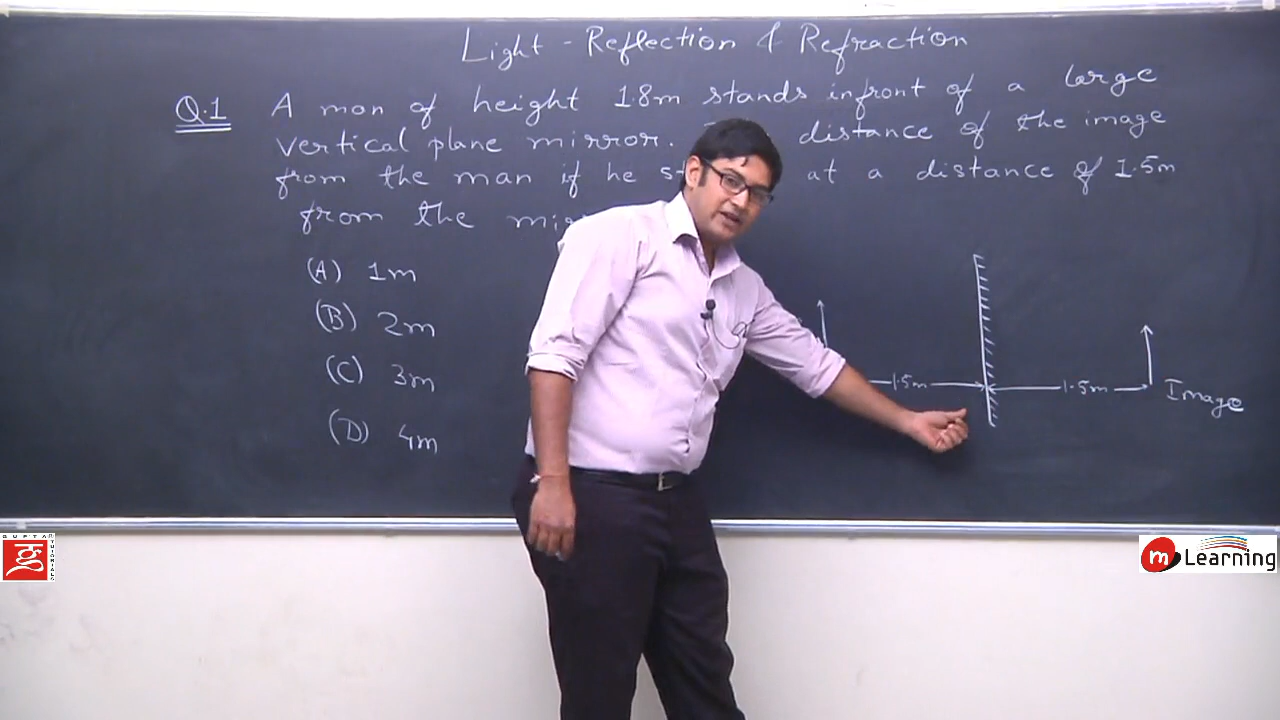 Light - Reflection & Refraction
Q.1 A man of height 1.8m stands infront of a large
vertical plane mirror. distance of the image
from the man if he at a distance of 1.5m
from the
(A) 1m
(B) 2m
(C) 3m
(D) 4m
1.5m 1.5m
Image
GUPTA TUTORIALS
m Learning